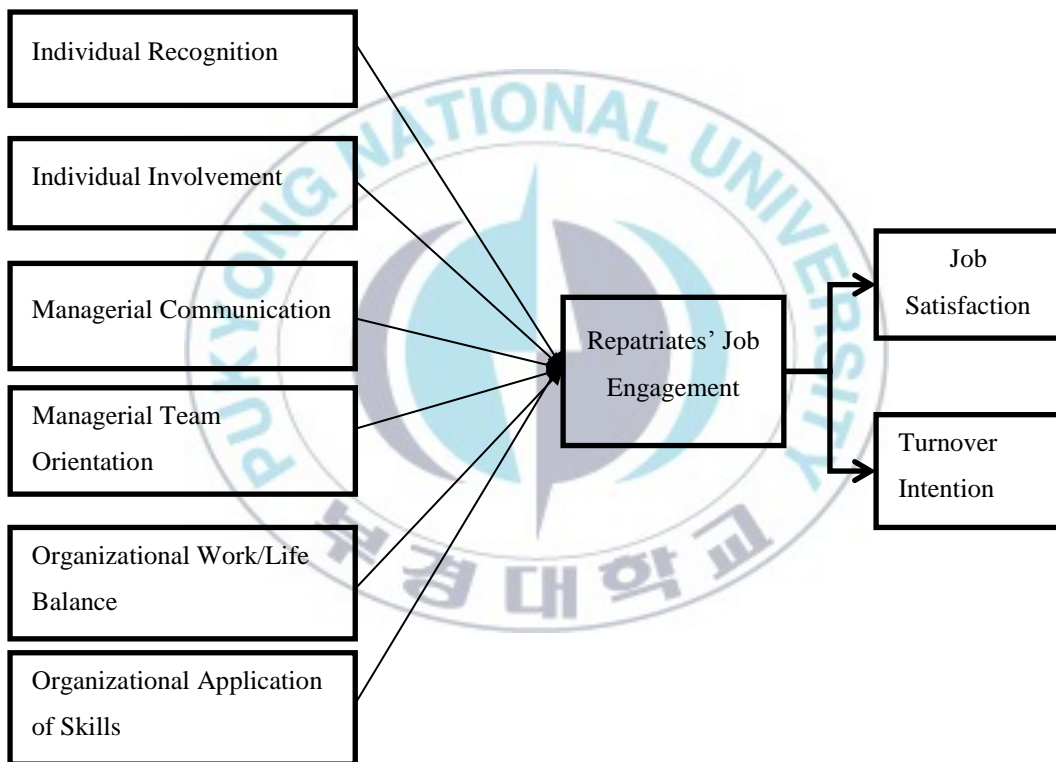 Individual Recognition
Individual Involvement
Managerial Communication
Managerial Team
Orientation
Organizational Work/Life
Balance
Organizational Application
of Skills
Repatriates’ Job
Engagement
Job
Satisfaction
Turnover
Intention
PUKYONG NATIONAL UNIVERSITY
부경대학교